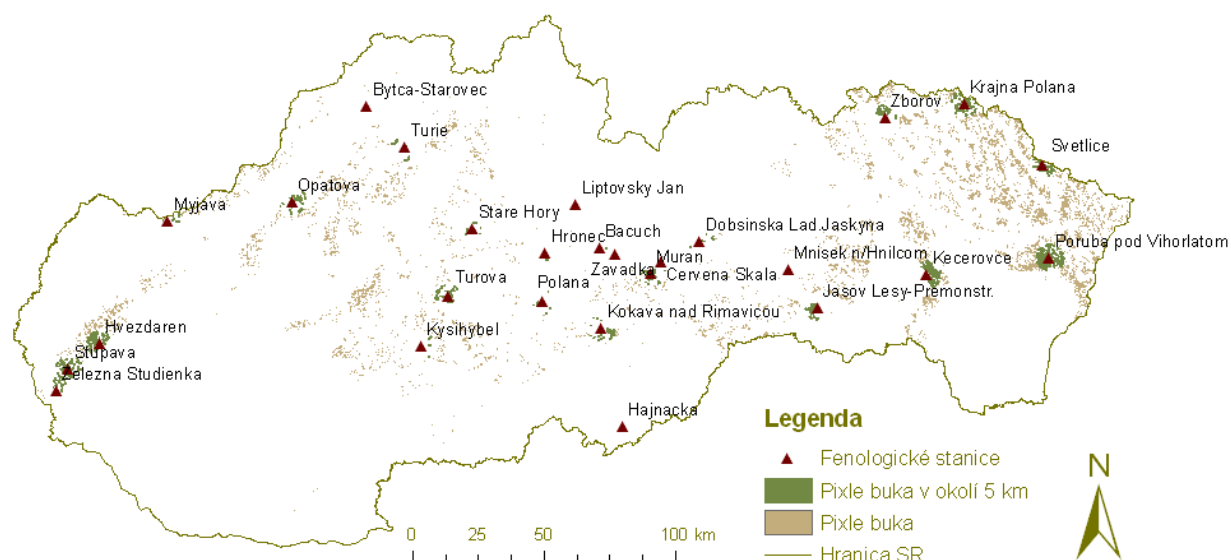 Bytca-Starovec
Krajna Polana
Zborov
Turie
Svetlice
Opatova
Liptovsky Jan
Myjava
Stare Hory
Dobsinska Lad.Jaskyna
Hronec
Bacuch
Poruba pod Vihorlatom
Mnisek n/Hnilcom
Kecerovce
Muran
Zavadka
Cervena Skala
Turova
Polana
Jasov Lesy-Premonstr.
Kokava nad Rimavicou
Hvezdaren
Kysihybel
Stupava
Zelezna Studienka
Hajnacka
Legenda
Fenologické stanice
Pixle buka v okolí 5 km
Pixle buka
Hranica SR
N
0 25 50 100 km